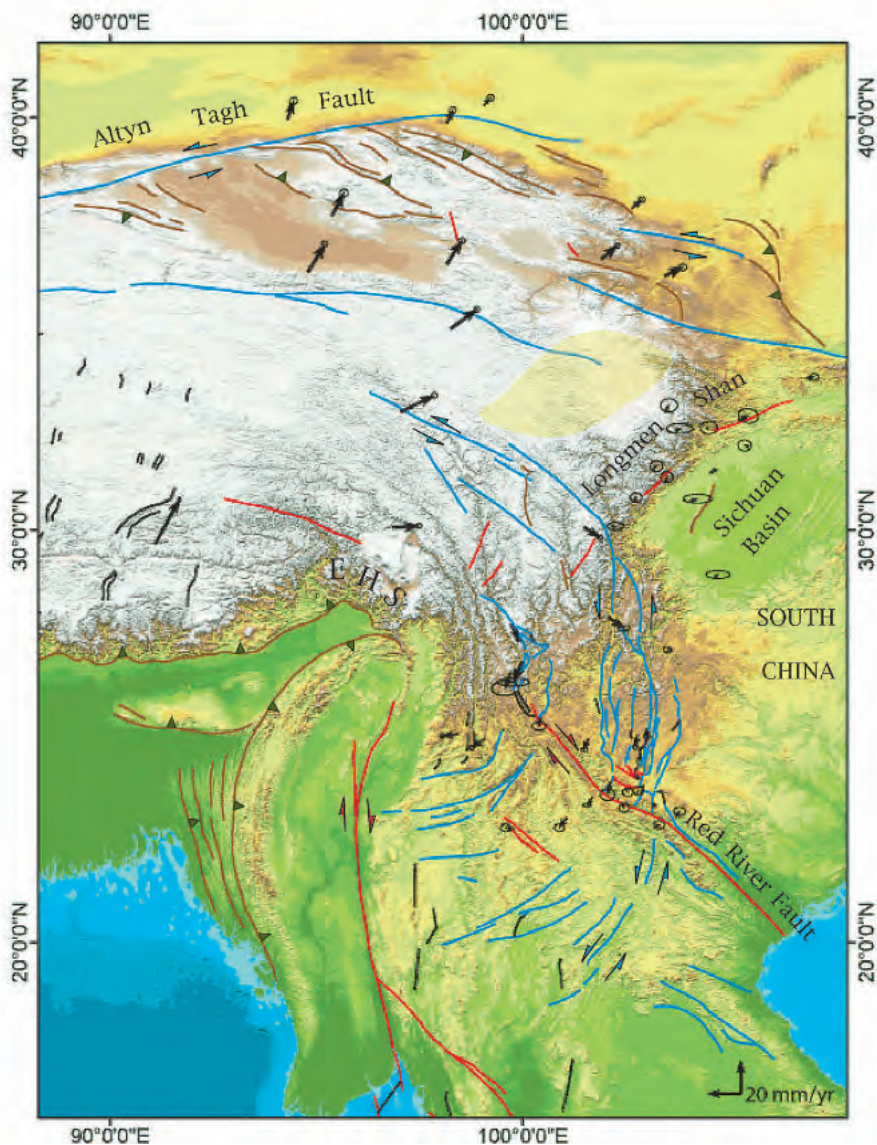 90°0'0"E 100°0'0"E
40°0'0"N 40°0'0"N
Altyn Tagh Fault
Longmen Shan
30°0'0"N 30°0'0"N
Sichuan
Basin
E H S
SOUTH
CHINA
Red River Fault
20°0'0"N 20°0'0"N
20 mm/yr
90°0'0"E 100°0'0"E